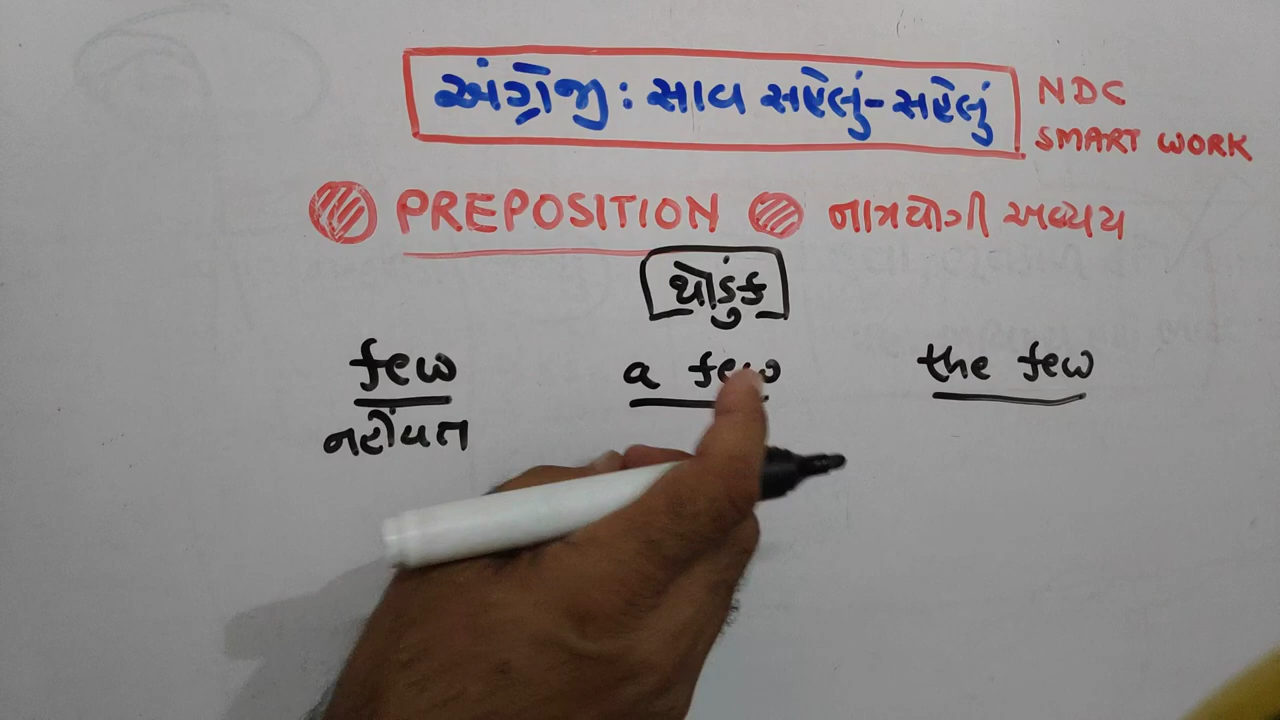 અંગ્રેજી : સાવ સહેલું-સહેલું
NDC
SMART WORK
PREPOSITION નામયોગી અવ્યય
થોડુંક
few a few the few
નહીંવત